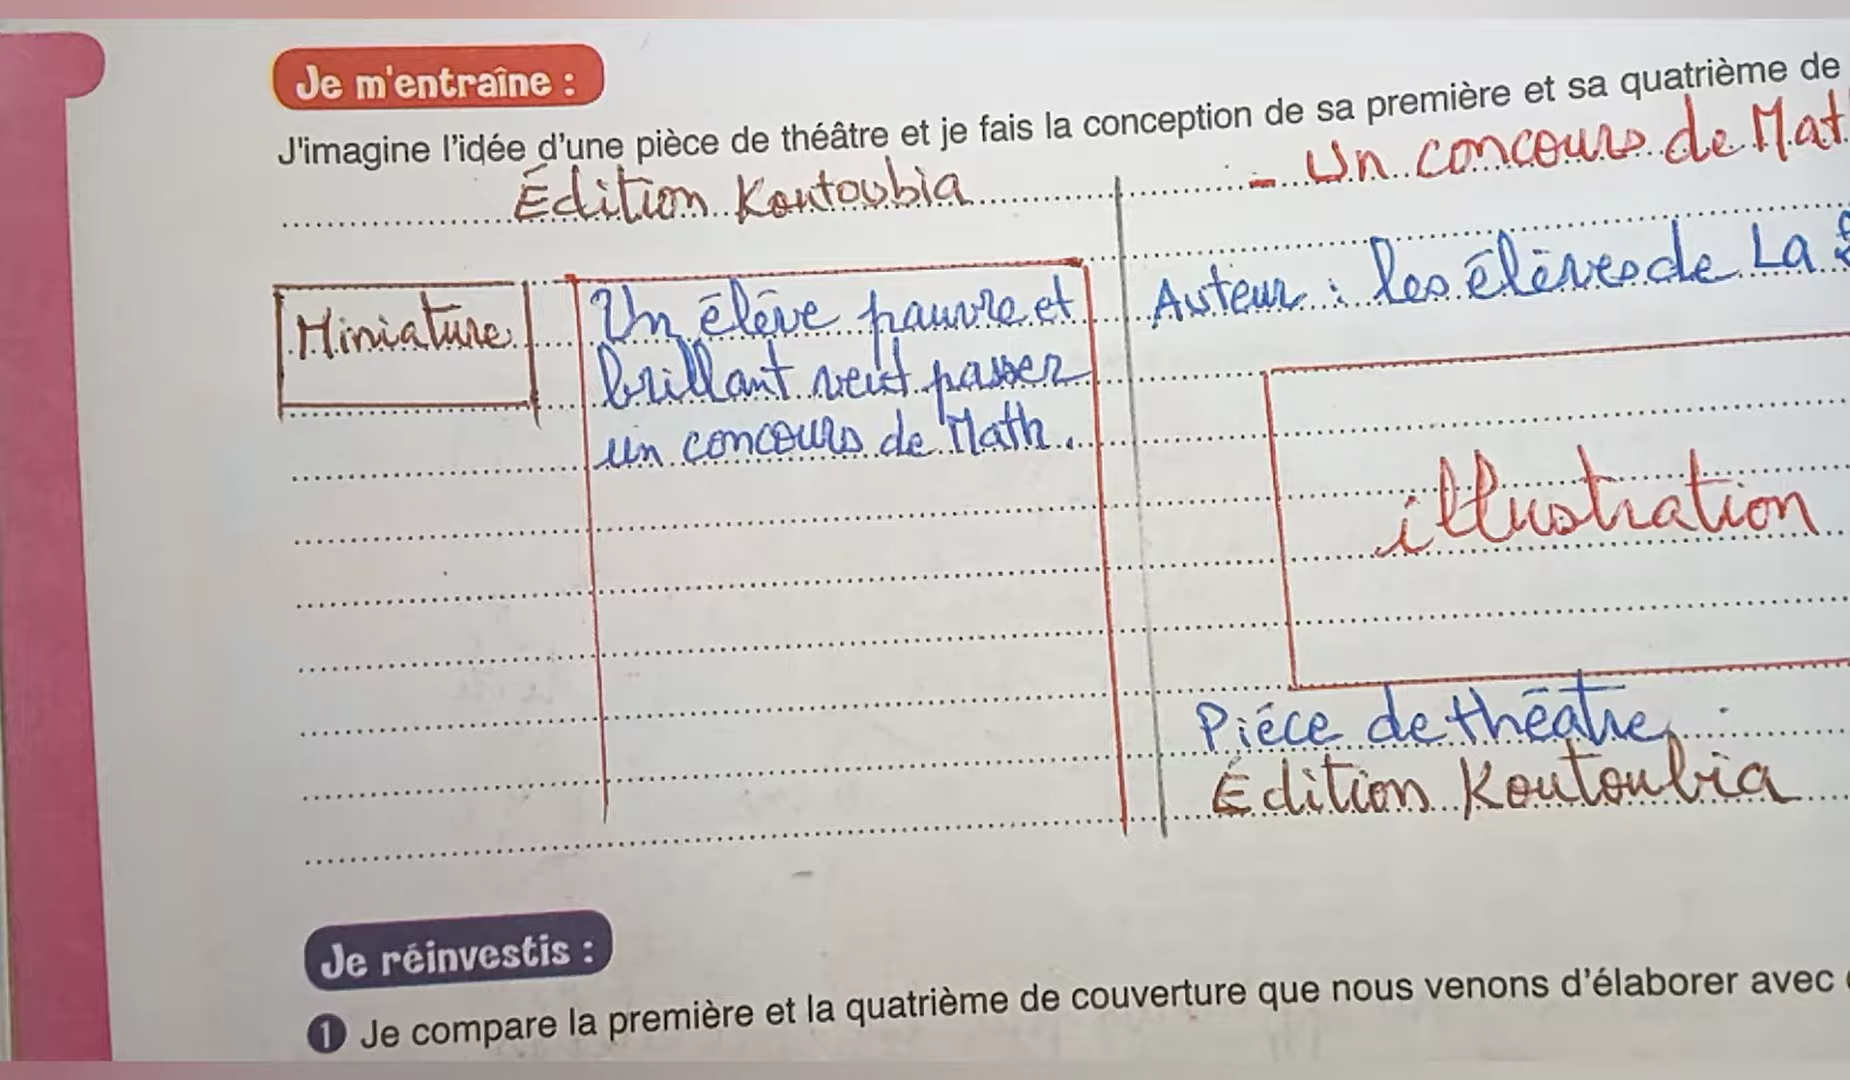 Je m'entraîne :
J'imagine l'idée d'une pièce de théâtre et je fais la conception de sa première et sa quatrième de
Édition Koutoubia
- Un concours de Mat
Miniature
Un élève pauvre et
brillant veut passer
un concours de Math.
Auteur : les élèves de La
illustration
Piéce de théatre :
Édition Koutoubia
Je réinvestis :
1 Je compare la première et la quatrième de couverture que nous venons d'élaborer avec